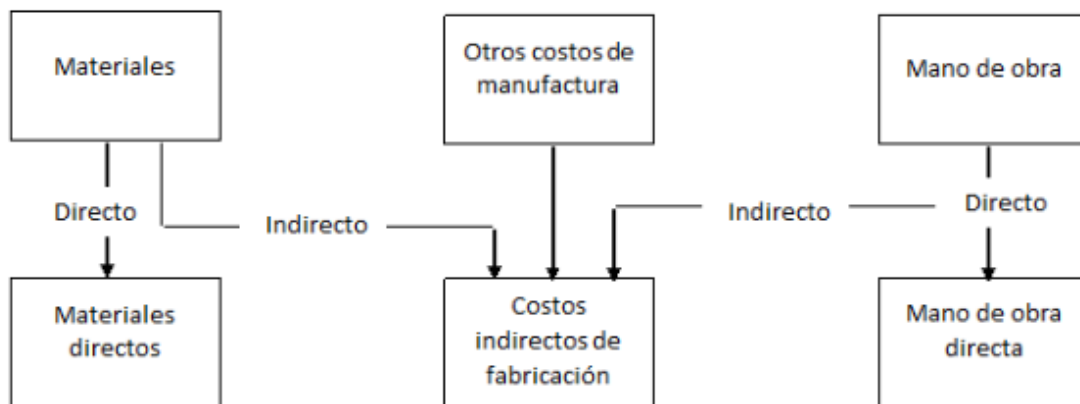 Materiales
Otros costos de
manufactura
Mano de obra
Directo
Indirecto
Indirecto
Directo
Materiales
directos
Costos
indirectos de
fabricación
Mano de obra
directa